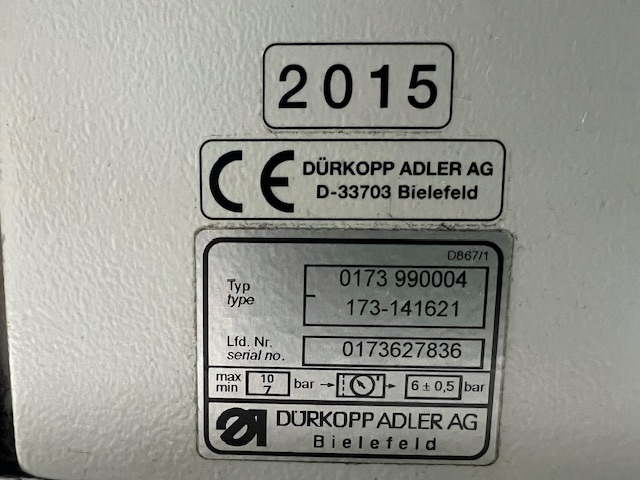 2015
CE DÜRKOPP ADLER AG
D-33703 Bielefeld
D867/1
Typ
type
0173 990004
173-141621
Lfd. Nr.
serial no.
0173627836
max 10
min 7
bar
6 ± 0,5 bar
DÜRKOPP ADLER AG
Bielefeld